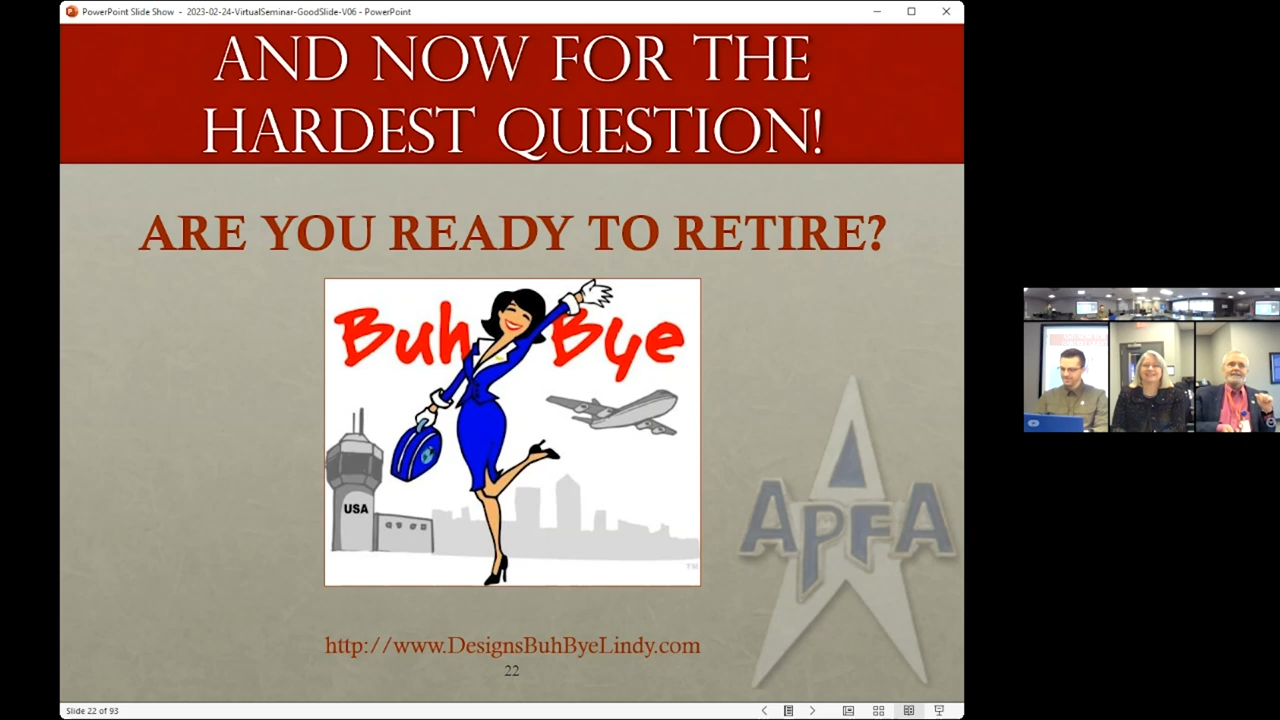 PowerPoint Slide Show - 2023-02-24-VirtualSeminar-GoodSlide-V06 - PowerPoint
AND NOW FOR THE
HARDEST QUESTION!
ARE YOU READY TO RETIRE?
Buh Bye
USA
TM
APFA
http://www.DesignsBuhByeLindy.com
22
Slide 22 of 93